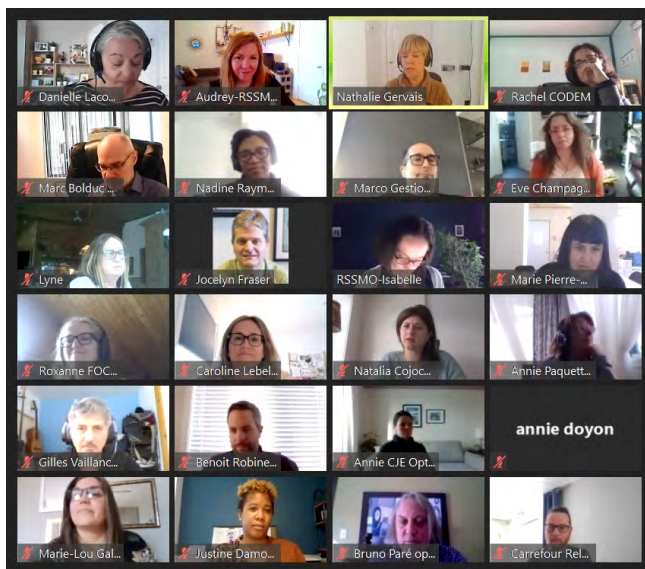 Danielle Laco...
Audrey-RSSM...
Nathalie Gervais
Rachel CODEM
Marc Bolduc ...
Nadine Raym...
Marco Gestio...
Eve Champag...
Lyne
Jocelyn Fraser
RSSMO-Isabelle
Marie Pierre-...
Roxanne FOC...
Caroline Lebel...
Natalia Cojoc...
Annie Paquett...
Gilles Vaillanc...
Benoit Robine...
Annie CJE Opt...
annie doyon
Marie-Lou Gal...
Justine Damo...
Bruno Paré op...
Carrefour Rel...